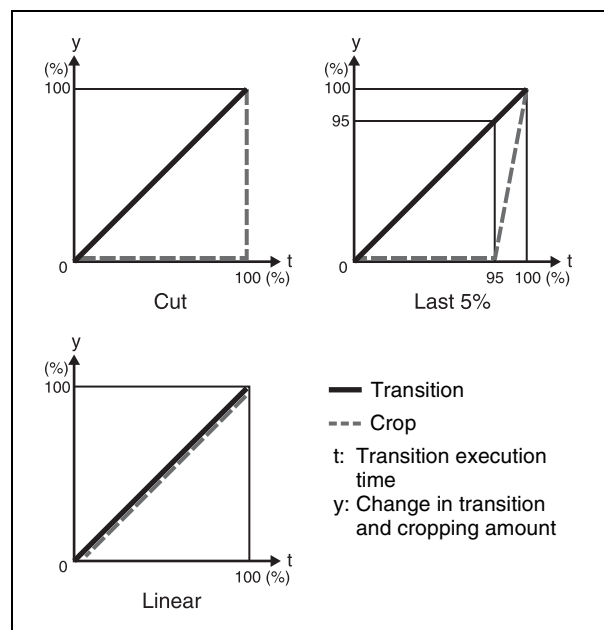 y
(%)
100
0
100 (%)
t
Cut
y
(%)
100
95
0
95
100 (%)
t
Last 5%
y
(%)
100
0
100 (%)
t
Linear
Transition
Crop
t: Transition execution
time
y: Change in transition
and cropping amount